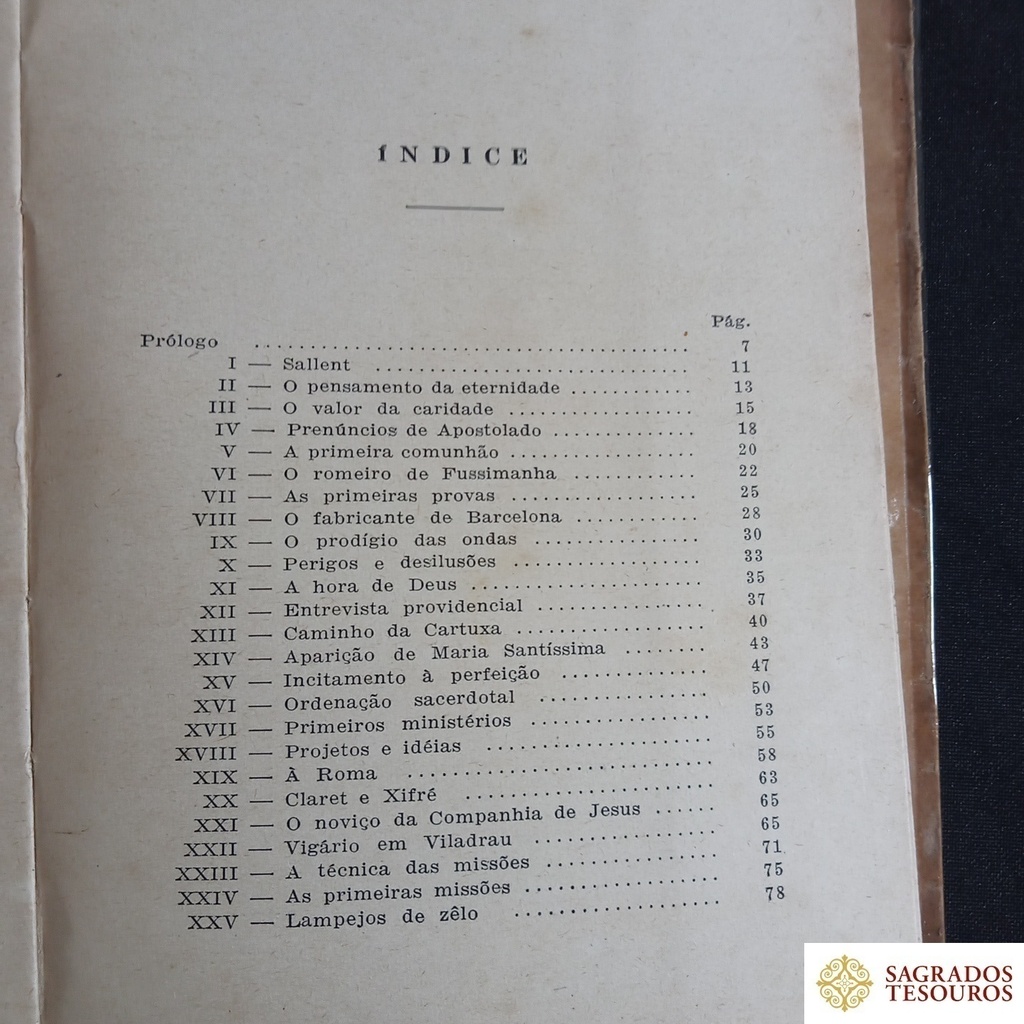 ÍNDICE
Pág.
Prólogo .......... 7
I — Sallent .......... 11
II — O pensamento da eternidade .......... 13
III — O valor da caridade .......... 15
IV — Prenúncios de Apostolado .......... 18
V — A primeira comunhão .......... 20
VI — O romeiro de Fussimanha .......... 22
VII — As primeiras provas .......... 25
VIII — O fabricante de Barcelona .......... 28
IX — O prodígio das ondas .......... 30
X — Perigos e desilusões .......... 33
XI — A hora de Deus .......... 35
XII — Entrevista providencial .......... 37
XIII — Caminho da Cartuxa .......... 40
XIV — Aparição de Maria Santíssima .......... 43
XV — Incitamento à perfeição .......... 47
XVI — Ordenação sacerdotal .......... 50
XVII — Primeiros ministérios .......... 53
XVIII — Projetos e idéias .......... 55
XIX — À Roma .......... 58
XX — Claret e Xifré .......... 63
XXI — O noviço da Companhia de Jesus .......... 65
XXII — Vigário em Viladrau .......... 65
XXIII — A técnica das missões .......... 71
XXIV — As primeiras missões .......... 75
XXV — Lampejos de zêlo .......... 78
SAGRADOS
TESOUROS